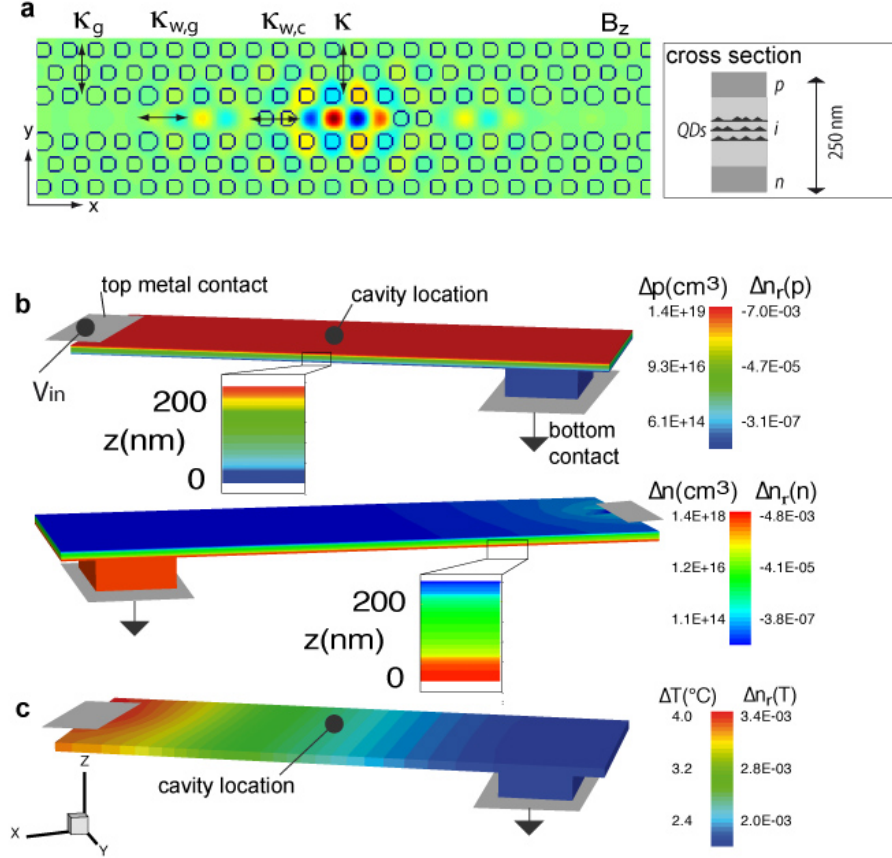 a
κg κw,g κw,c κ Bz
y
x
cross section
p
QDs i
n
250 nm
b
top metal contact
cavity location
Vin
200
z(nm)
0
bottom
contact
Δp(cm³) Δnr(p)
1.4E+19 -7.0E-03
9.3E+16 -4.7E-05
6.1E+14 -3.1E-07
Δn(cm³) Δnr(n)
1.4E+18 -4.8E-03
1.2E+16 -4.1E-05
1.1E+14 -3.8E-07
200
z(nm)
0
c
cavity location
ΔT(°C) Δnr(T)
4.0 3.4E-03
3.2 2.8E-03
2.4 2.0E-03
Z
X
Y